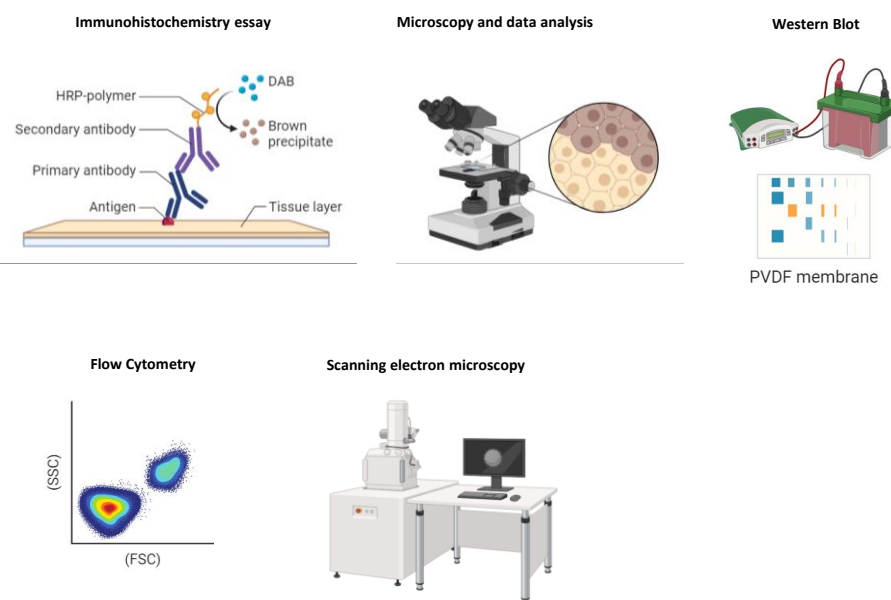 Immunohistochemistry essay
HRP-polymer
DAB
Secondary antibody
Brown
precipitate
Primary antibody
Antigen
Tissue layer
Microscopy and data analysis
Western Blot
PVDF membrane
Flow Cytometry
(SSC)
(FSC)
Scanning electron microscopy